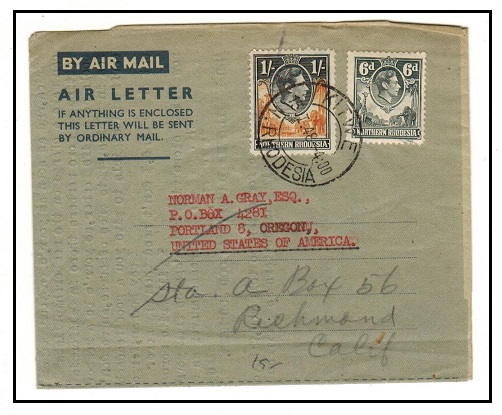 BY AIR MAIL
AIR LETTER
IF ANYTHING IS ENCLOSED
THIS LETTER WILL BE SENT
BY ORDINARY MAIL.
1/- 1/-
NORTHERN RHODESIA
6d 6d
NORTHERN RHODESIA
KITWE
RHODESIA
NORMAN A. GRAY, ESQ.,
P.O. BOX 4281
PORTLAND 8, OREGON,
UNITED STATES OF AMERICA.
Sta. A Box 56
Richmond
Calif